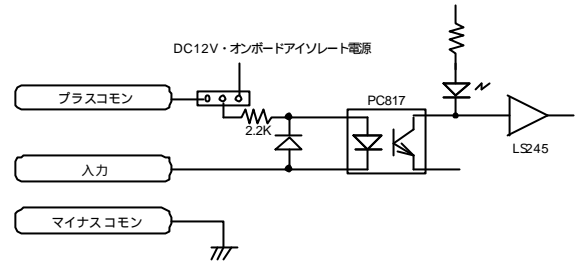 DC12V・オンボードアイソレート電源
プラスコモン
PC817
2.2K
LS245
入力
マイナスコモン